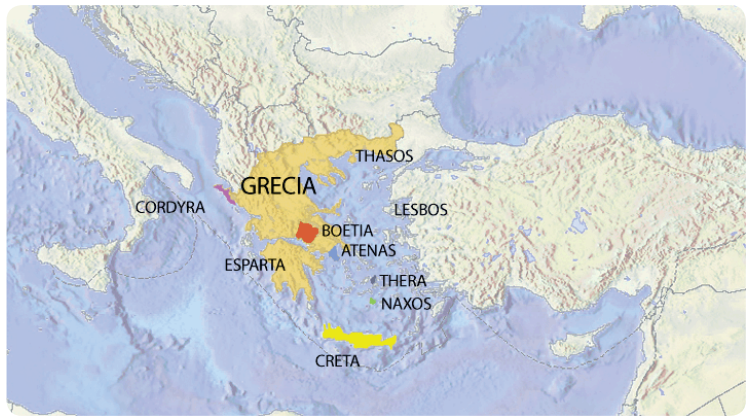 THASOS
GRECIA
CORDYRA
LESBOS
BOETIA
ATENAS
ESPARTA
THERA
NAXOS
CRETA